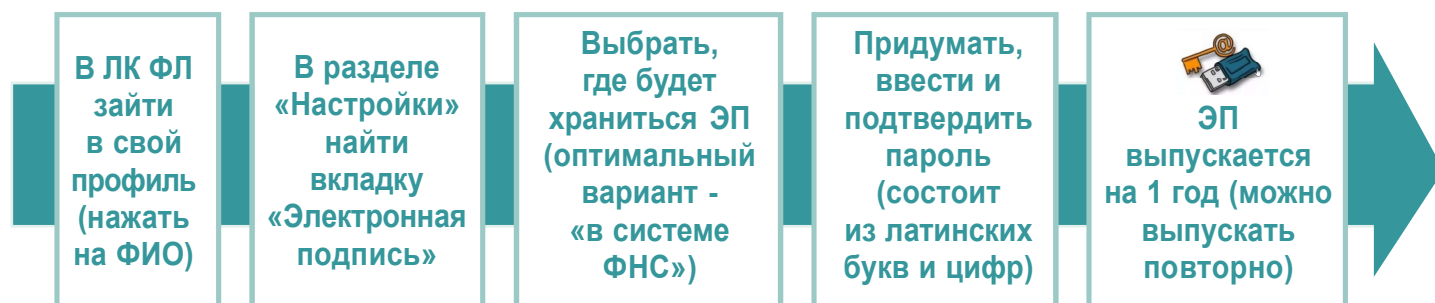 В ЛК ФЛ
зайти
в свой
профиль
(нажать
на ФИО)
В разделе
«Настройки»
найти
вкладку
«Электронная
подпись»
Выбрать,
где будет
храниться ЭП
(оптимальный
вариант -
«в системе
ФНС»)
Придумать,
ввести и
подтвердить
пароль
(состоит
из латинских
букв и цифр)
ЭП
выпускается
на 1 год (можно
выпускать
повторно)